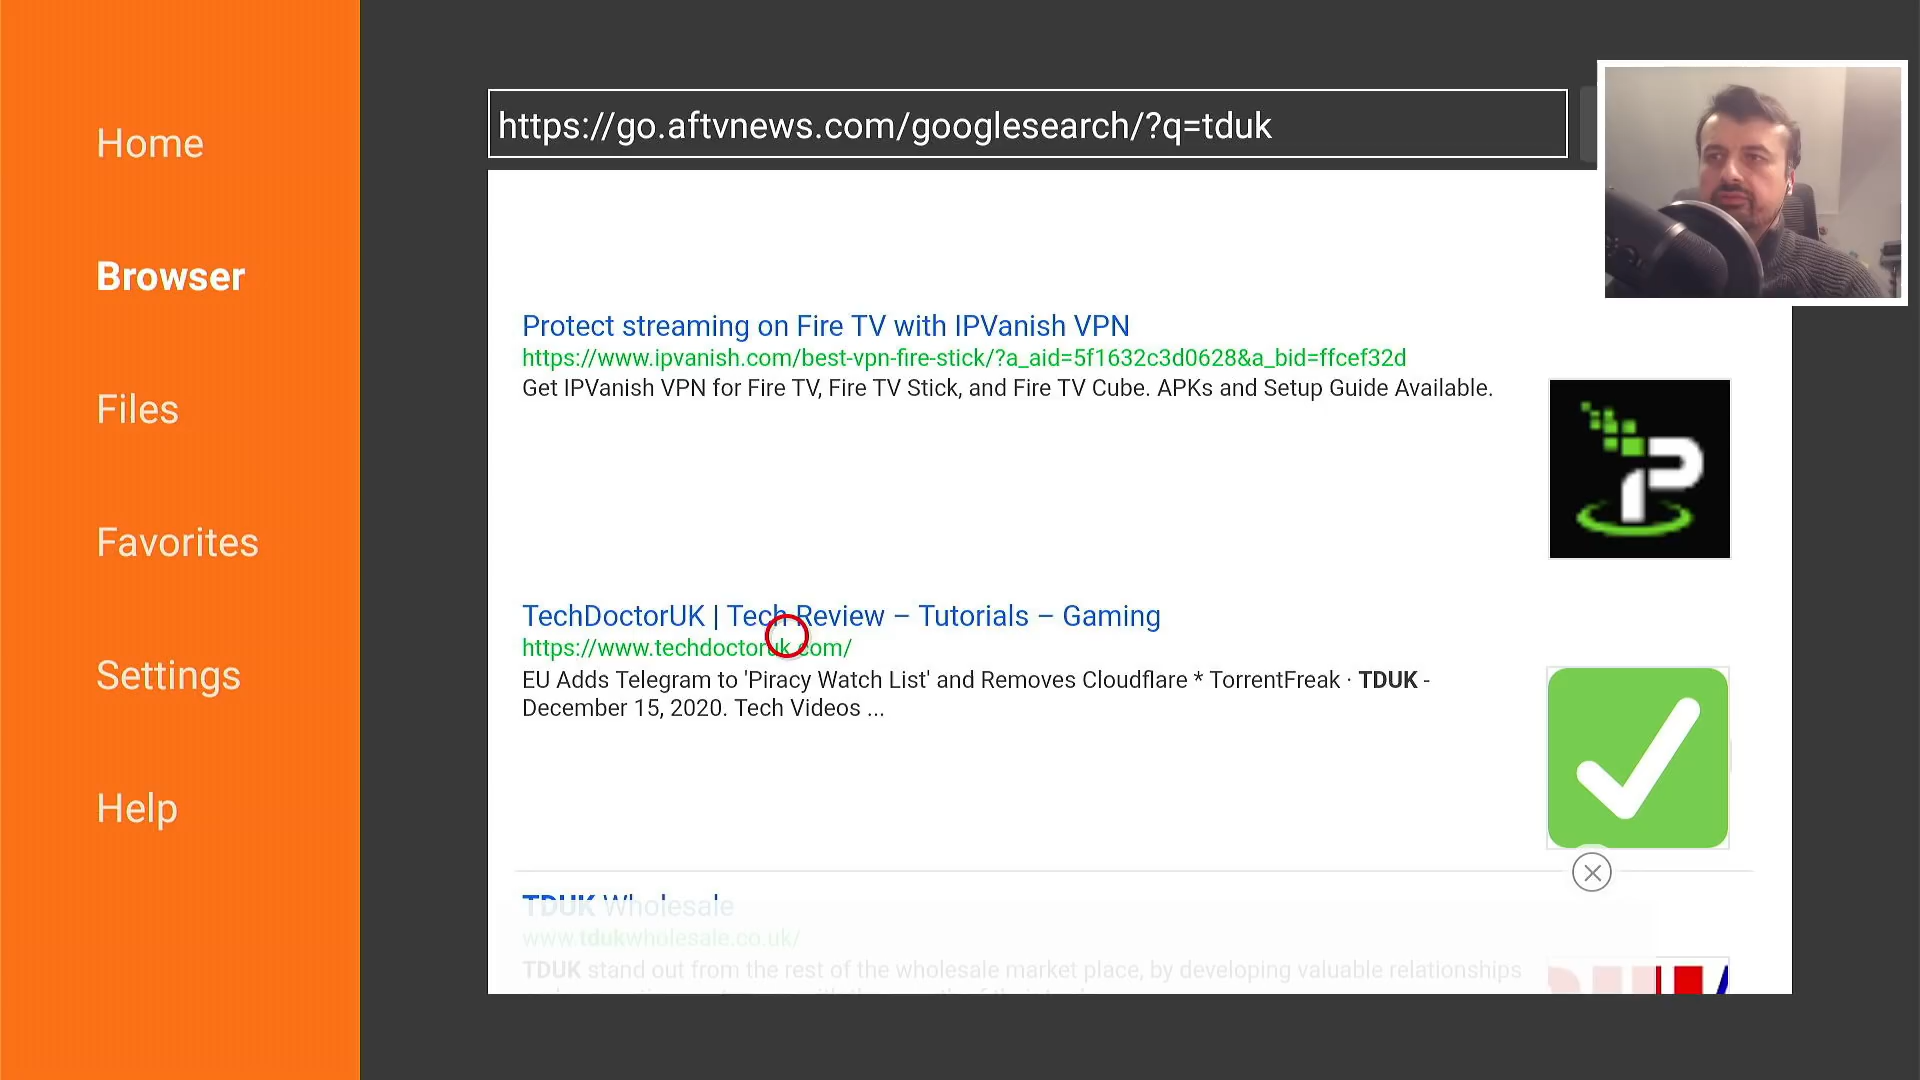 Home
Browser
Files
Favorites
Settings
Help
https://go.aftvnews.com/googlesearch/?q=tduk
Protect streaming on Fire TV with IPVanish VPN
https://www.ipvanish.com/best-vpn-fire-stick/?a_aid=5f1632c3d0628&a_bid=ffcef32d
Get IPVanish VPN for Fire TV, Fire TV Stick, and Fire TV Cube. APKs and Setup Guide Available.
TechDoctorUK | Tech Review – Tutorials – Gaming
https://www.techdoctoruk.com/
EU Adds Telegram to 'Piracy Watch List' and Removes Cloudflare * TorrentFreak · TDUK -
December 15, 2020. Tech Videos ...
TDUK Wholesale
www.tdukwholesale.co.uk/
TDUK stand out from the rest of the wholesale market place, by developing valuable relationships